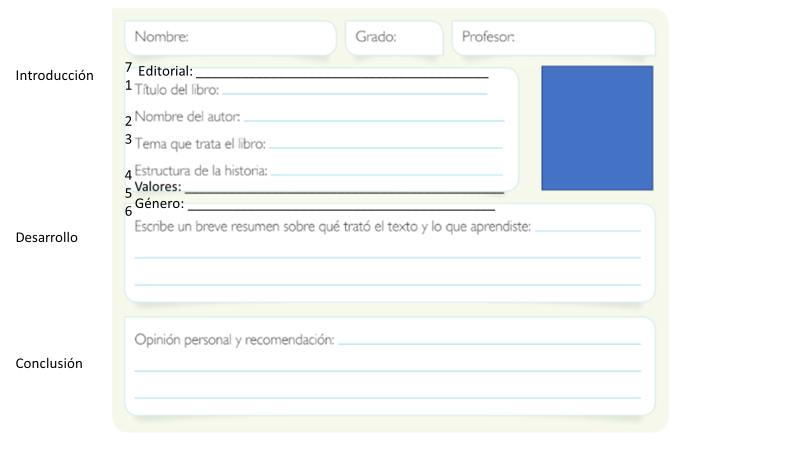 Nombre: Grado: Profesor:
Introducción
7 Editorial:
1 Título del libro:
2 Nombre del autor:
3 Tema que trata el libro:
4 Estructura de la historia:
5 Valores:
6 Género:
Desarrollo
Escribe un breve resumen sobre qué trató el texto y lo que aprendiste:
Conclusión
Opinión personal y recomendación: